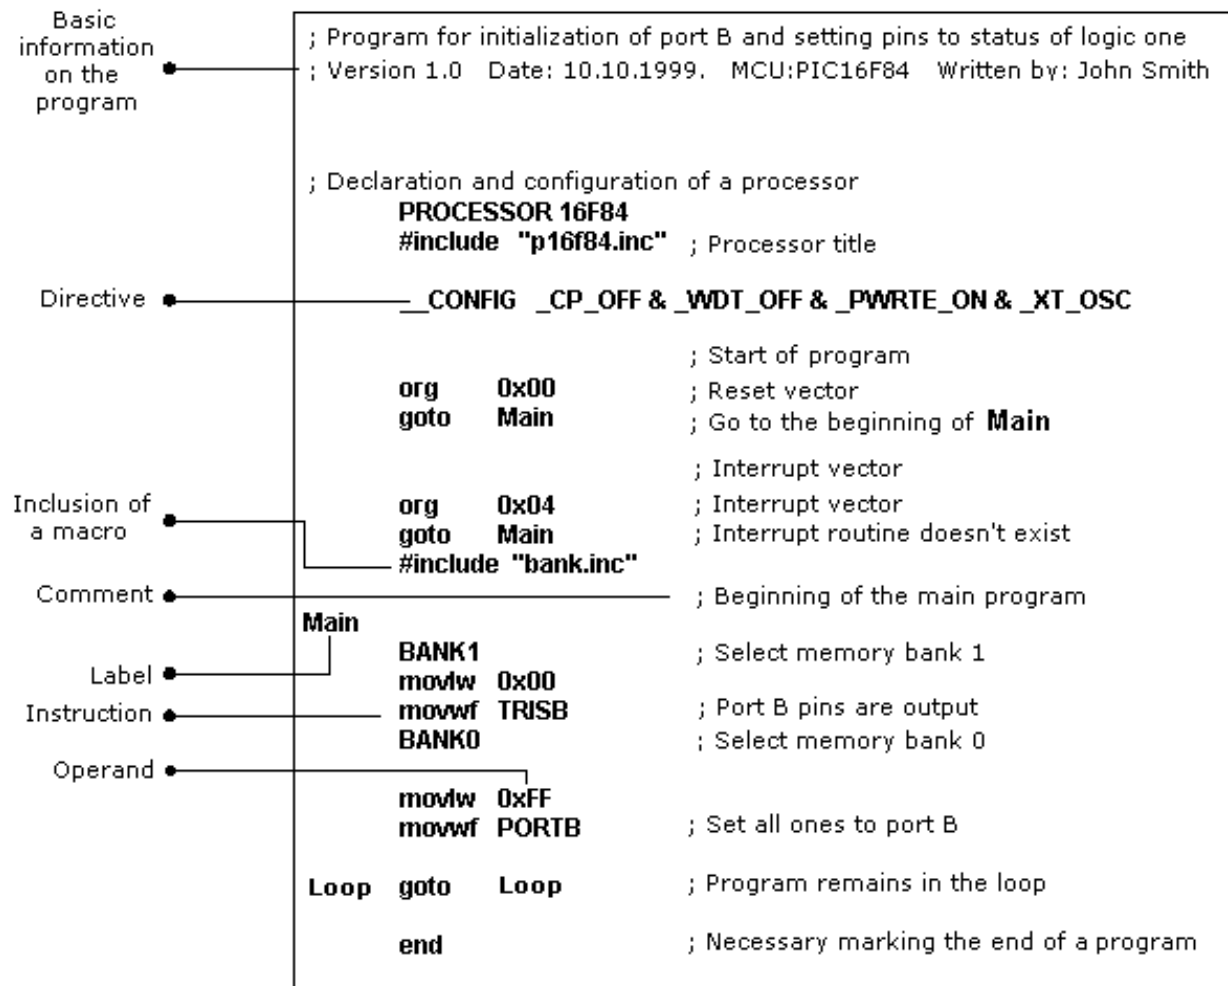 Basic
information
on the
program
; Program for initialization of port B and setting pins to status of logic one
; Version 1.0 Date: 10.10.1999. MCU:PIC16F84 Written by: John Smith
; Declaration and configuration of a processor
PROCESSOR 16F84
#include "p16f84.inc" ; Processor title
Directive
__CONFIG _CP_OFF & _WDT_OFF & _PWRTE_ON & _XT_OSC
; Start of program
org 0x00 ; Reset vector
goto Main ; Go to the beginning of Main
; Interrupt vector
Inclusion of
a macro
org 0x04 ; Interrupt vector
goto Main ; Interrupt routine doesn't exist
#include "bank.inc"
Comment
; Beginning of the main program
Main
Label
BANK1 ; Select memory bank 1
movlw 0x00
Instruction
movwf TRISB ; Port B pins are output
BANK0 ; Select memory bank 0
Operand
movlw 0xFF
movwf PORTB ; Set all ones to port B
Loop goto Loop ; Program remains in the loop
end ; Necessary marking the end of a program